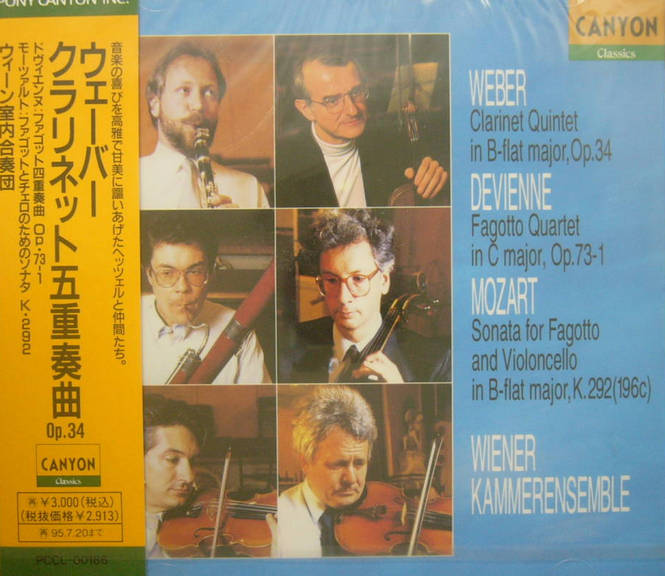 PONY CANYON INC.
音楽の喜びを高雅で甘美に謳いあげたヘッツェルと仲間たち。
ウェーバー
クラリネット五重奏曲 Op.34
ドヴィエンヌ:ファゴット四重奏曲 Op.73-1
モーツァルト:ファゴットとチェロのためのソナタ K.292
ウィーン室内合奏団
CANYON
Classics
再¥3,000(税込)
(税抜価格¥2,913)
再95.7.20まで
PCCL-00186
CANYON
Classics
WEBER
Clarinet Quintet
in B-flat major,Op.34
DEVIENNE
Fagotto Quartet
in C major, Op.73-1
MOZART
Sonata for Fagotto
and Violoncello
in B-flat major,K.292(196c)
WIENER
KAMMERENSEMBLE